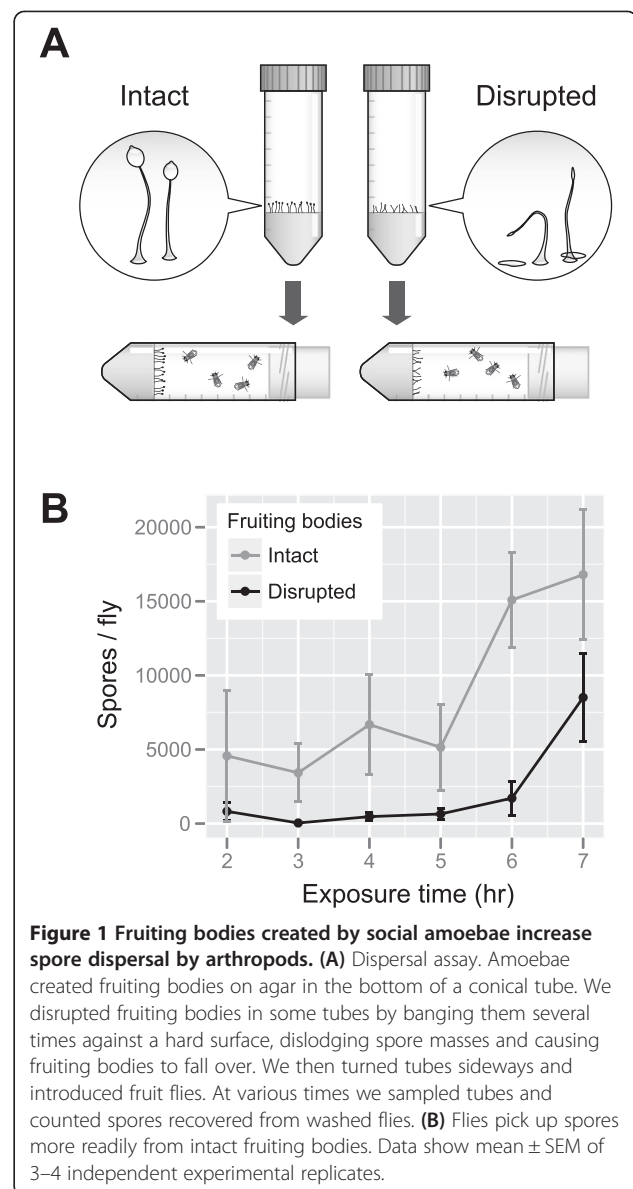 A
Intact
Disrupted
B
Fruiting bodies
Intact
Disrupted
Spores / fly
20000
15000
10000
5000
0
2 3 4 5 6 7
Exposure time (hr)
Figure 1 Fruiting bodies created by social amoebae increase
spore dispersal by arthropods. (A) Dispersal assay. Amoebae
created fruiting bodies on agar in the bottom of a conical tube. We
disrupted fruiting bodies in some tubes by banging them several
times against a hard surface, dislodging spore masses and causing
fruiting bodies to fall over. We then turned tubes sideways and
introduced fruit flies. At various times we sampled tubes and
counted spores recovered from washed flies. (B) Flies pick up spores
more readily from intact fruiting bodies. Data show mean ± SEM of
3–4 independent experimental replicates.